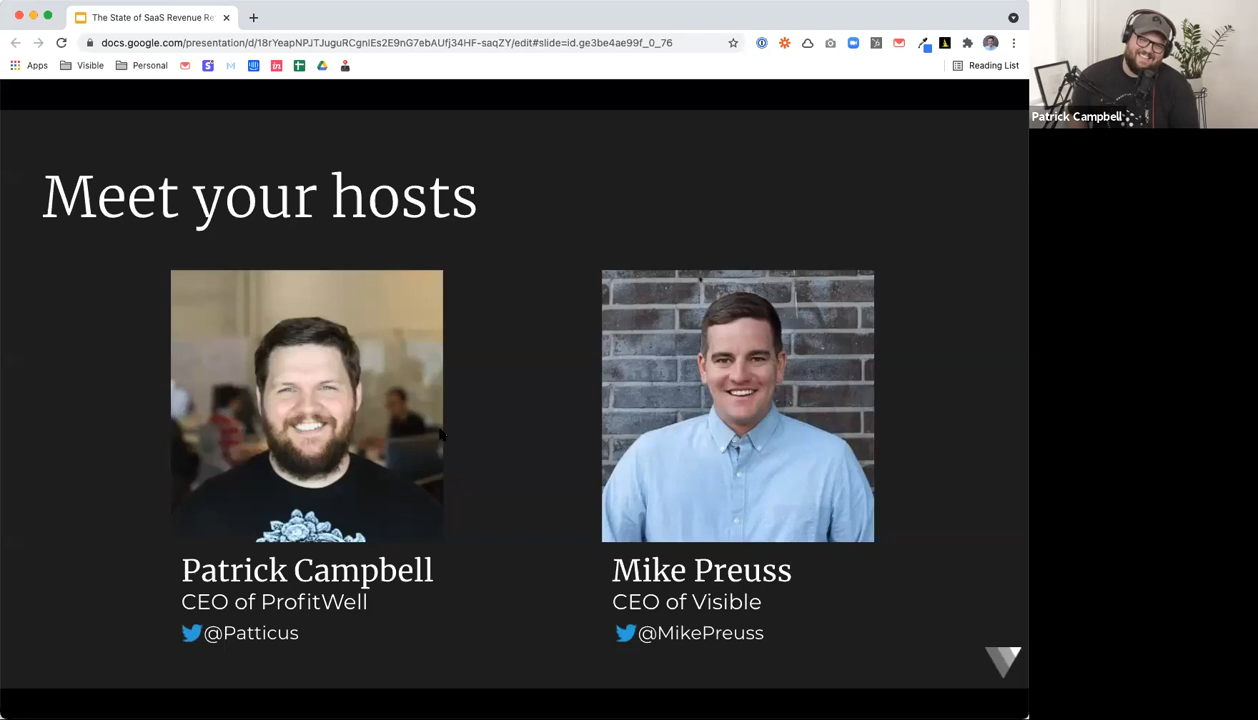 The State of SaaS Revenue Re
docs.google.com/presentation/d/18rYeapNPJTJuguRCgnIEs2E9nG7ebAUfj34HF-saqZY/edit#slide=id.ge3be4ae99f_0_76
Apps
Visible
Personal
Reading List
Patrick Campbell
Meet your hosts
Patrick Campbell
CEO of ProfitWell
@Patticus
Mike Preuss
CEO of Visible
@MikePreuss